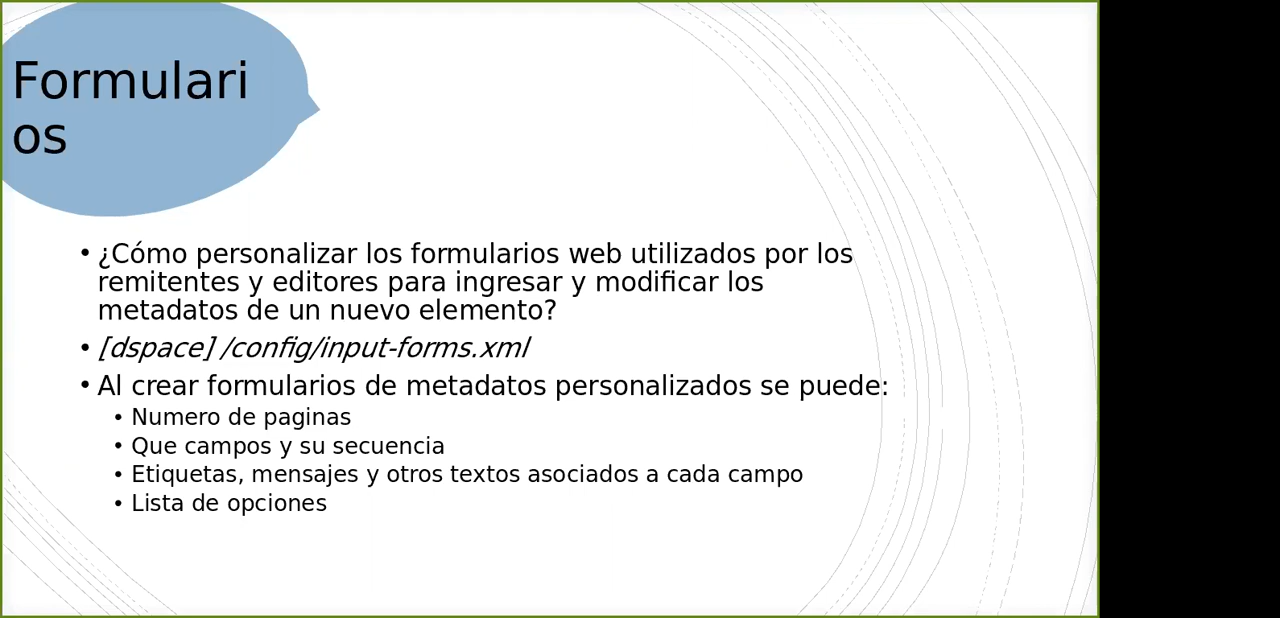 Formulari
os
• ¿Cómo personalizar los formularios web utilizados por los
remitentes y editores para ingresar y modificar los
metadatos de un nuevo elemento?
• [dspace] /config/input-forms.xml
• Al crear formularios de metadatos personalizados se puede:
• Numero de paginas
• Que campos y su secuencia
• Etiquetas, mensajes y otros textos asociados a cada campo
• Lista de opciones